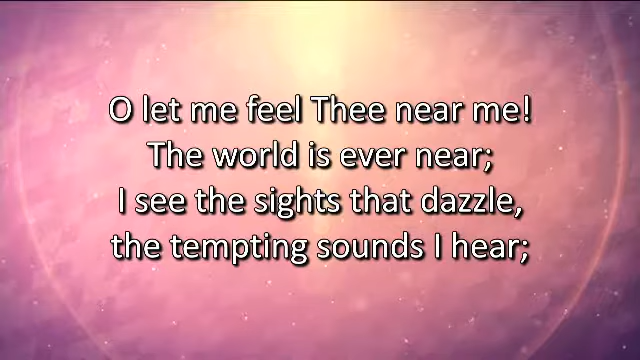 O let me feel Thee near me!
The world is ever near;
I see the sights that dazzle,
the tempting sounds I hear;